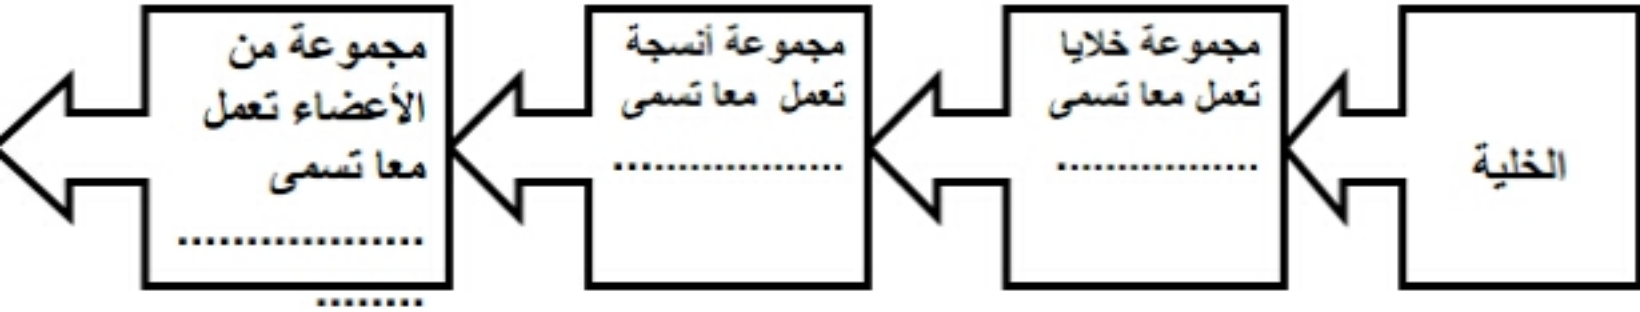 الخلية
مجموعة خلايا
تعمل معا تسمى
................
مجموعة أنسجة
تعمل معا تسمى
..................
مجموعة من
الأعضاء تعمل
معا تسمى
..................
........